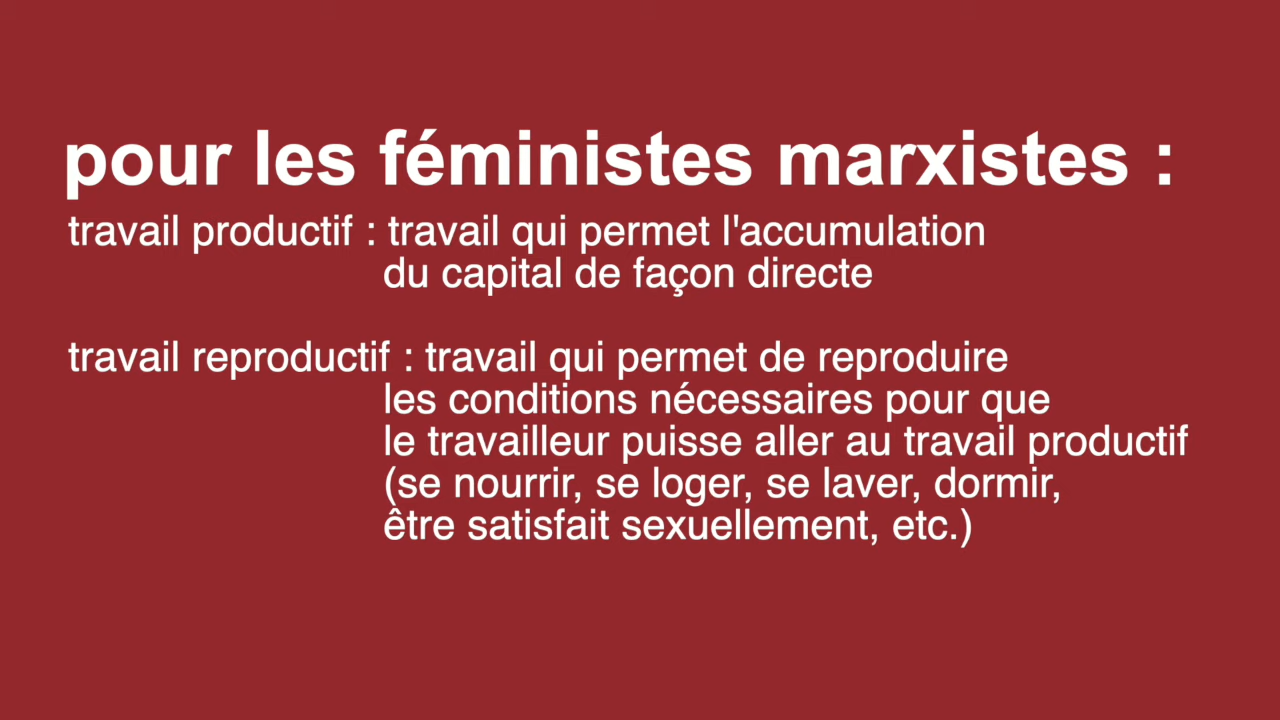 pour les féministes marxistes :
travail productif : travail qui permet l'accumulation
du capital de façon directe
travail reproductif : travail qui permet de reproduire
les conditions nécessaires pour que
le travailleur puisse aller au travail productif
(se nourrir, se loger, se laver, dormir,
être satisfait sexuellement, etc.)